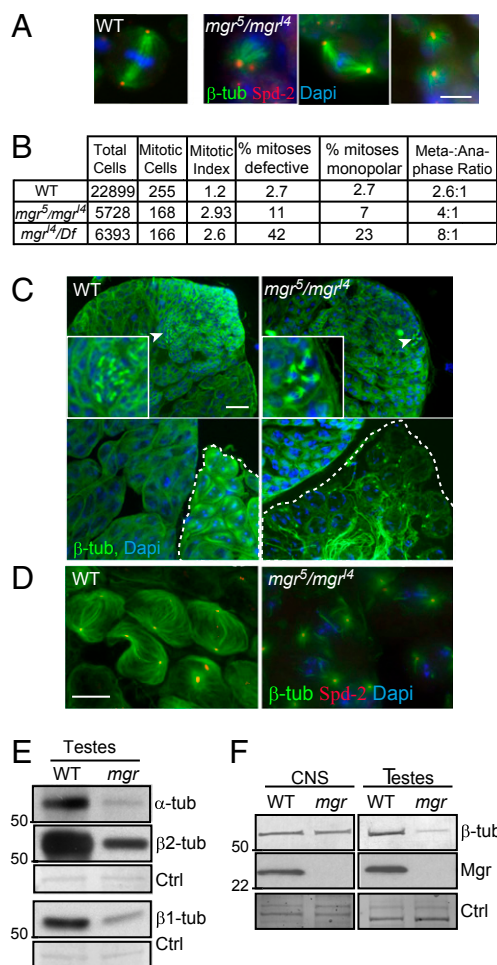 A
WT
mgr5/mgrl4
β-tub Spd-2 Dapi
B
Total Cells Mitotic Cells Mitotic Index % mitoses defective % mitoses monopolar Meta-:Ana-phase Ratio
WT 22899 255 1.2 2.7 2.7 2.6:1
mgr5/mgrl4 5728 168 2.93 11 7 4:1
mgrl4/Df 6393 166 2.6 42 23 8:1
C
WT
mgr5/mgrl4
β-tub, Dapi
D
WT
mgr5/mgrl4
β-tub Spd-2 Dapi
E
Testes
WT mgr
α-tub
50
β2-tub
50
Ctrl
β1-tub
50
Ctrl
F
CNS Testes
WT mgr WT mgr
β-tub
50
Mgr
22
Ctrl